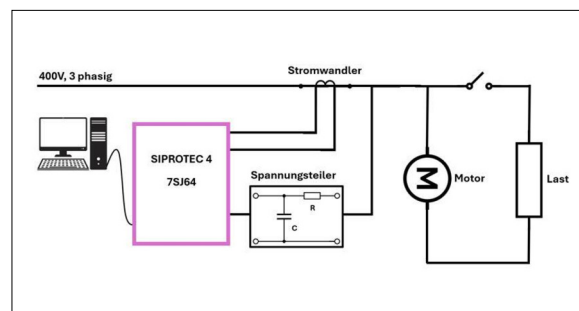 Stromwandler
400V, 3 phasig
SIPROTEC 4
7SJ64
Spannungsteiler
R
C
M
Motor
Last